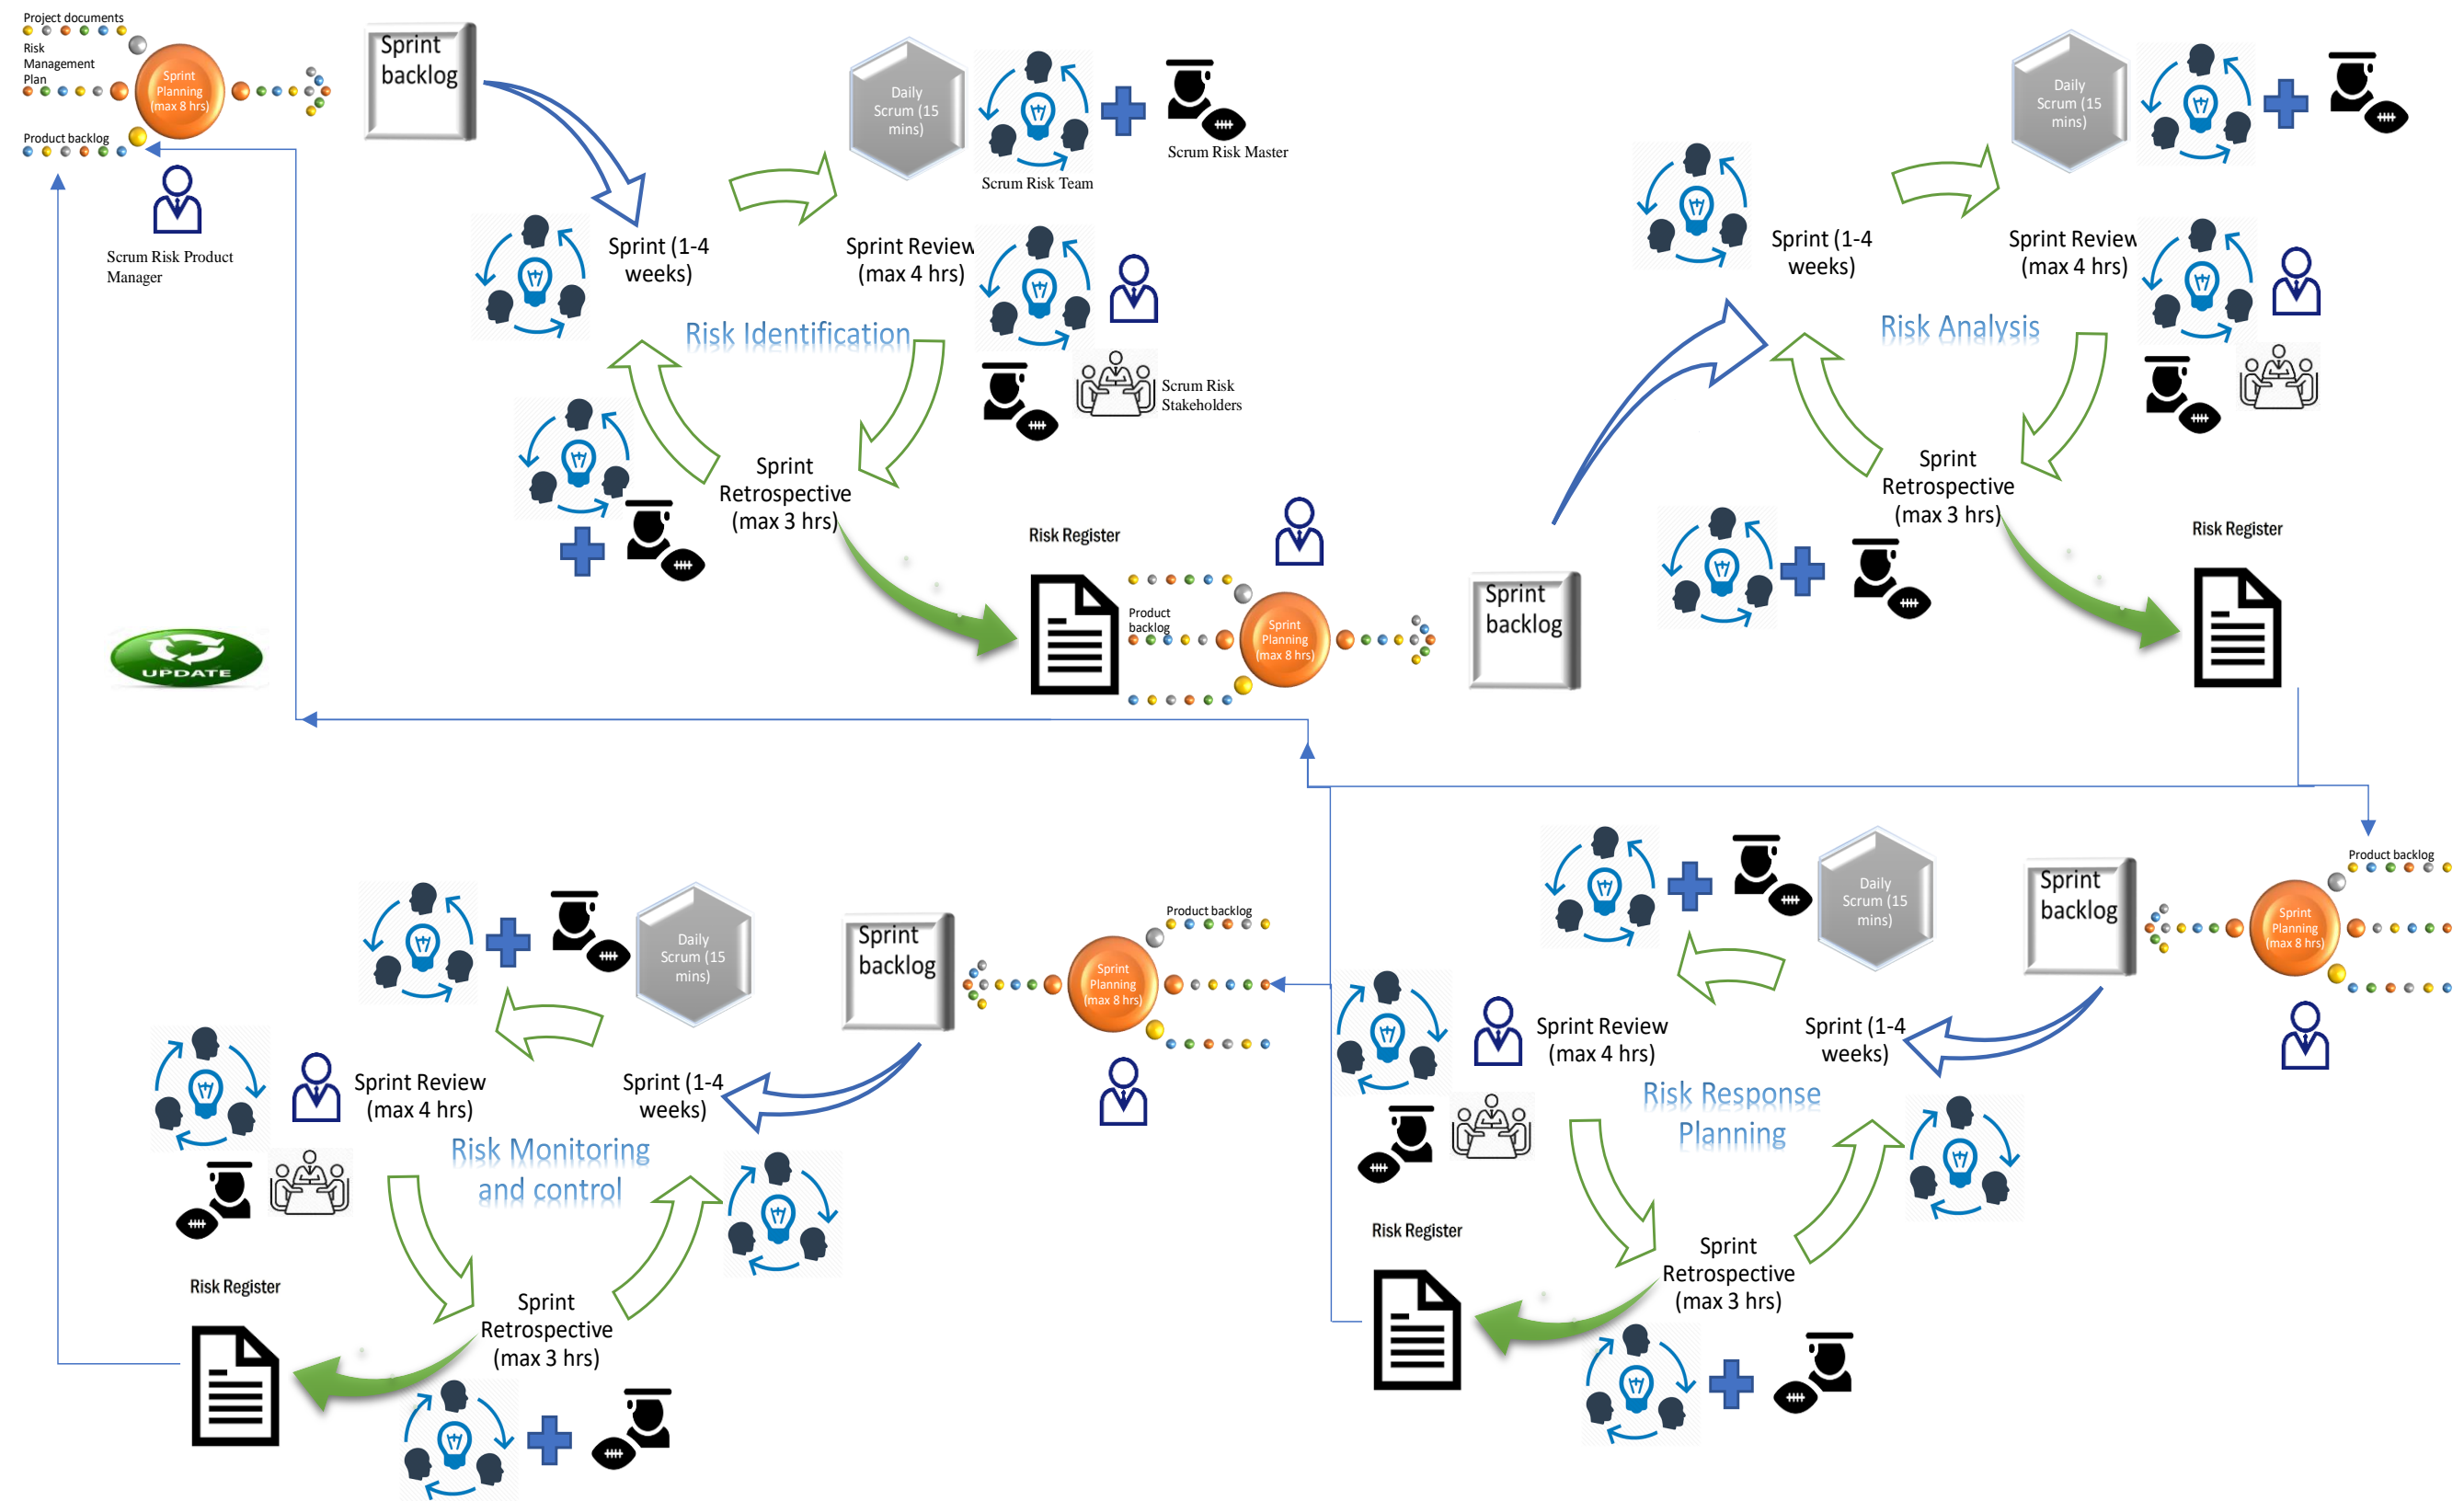 Project documents
Risk
Management
Plan
Sprint
Planning
(max 8 hrs)
Product backlog
Scrum Risk Product
Manager
Sprint
backlog
Daily
Scrum (15
mins)
Scrum Risk Team
Scrum Risk Master
Sprint (1-4
weeks)
Sprint Review
(max 4 hrs)
Risk Identification
Scrum Risk
Stakeholders
Sprint
Retrospective
(max 3 hrs)
Risk Register
Product
backlog
Sprint
Planning
(max 8 hrs)
Sprint
backlog
Daily
Scrum (15
mins)
Sprint (1-4
weeks)
Sprint Review
(max 4 hrs)
Risk Analysis
Sprint
Retrospective
(max 3 hrs)
Risk Register
UPDATE
Product backlog
Sprint
Planning
(max 8 hrs)
Sprint
backlog
Daily
Scrum (15
mins)
Sprint Review
(max 4 hrs)
Sprint (1-4
weeks)
Risk Response
Planning
Sprint
Retrospective
(max 3 hrs)
Risk Register
Product backlog
Sprint
Planning
(max 8 hrs)
Sprint
backlog
Daily
Scrum (15
mins)
Sprint Review
(max 4 hrs)
Sprint (1-4
weeks)
Risk Monitoring
and control
Sprint
Retrospective
(max 3 hrs)
Risk Register